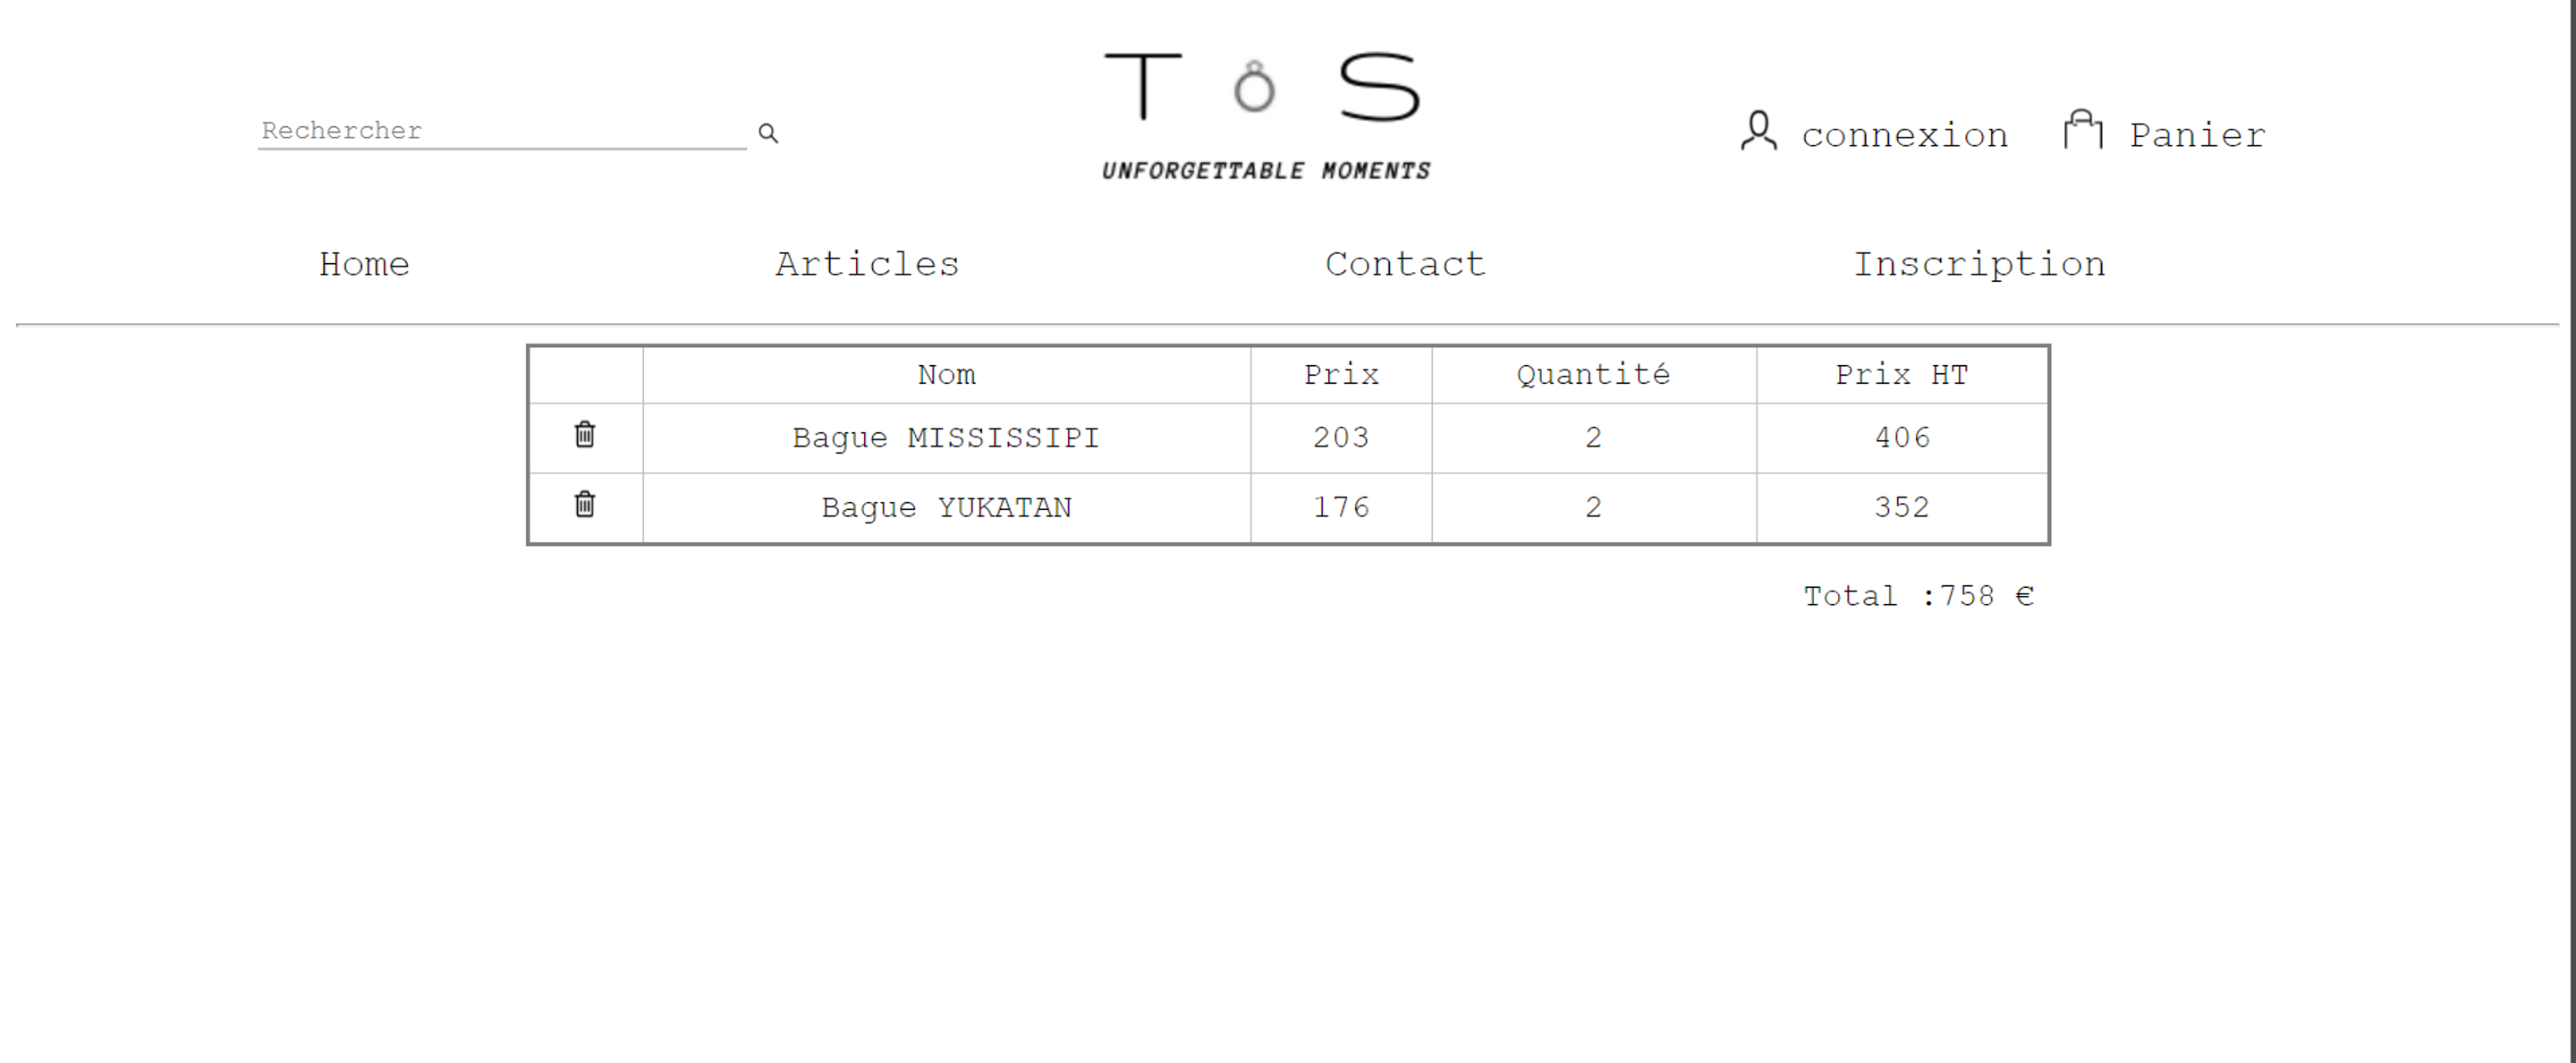 T O S
UNFORGETTABLE MOMENTS
Rechercher
connexion Panier
Home Articles Contact Inscription
Nom Prix Quantité Prix HT
Bague MISSISSIPI 203 2 406
Bague YUKATAN 176 2 352
Total :758 €